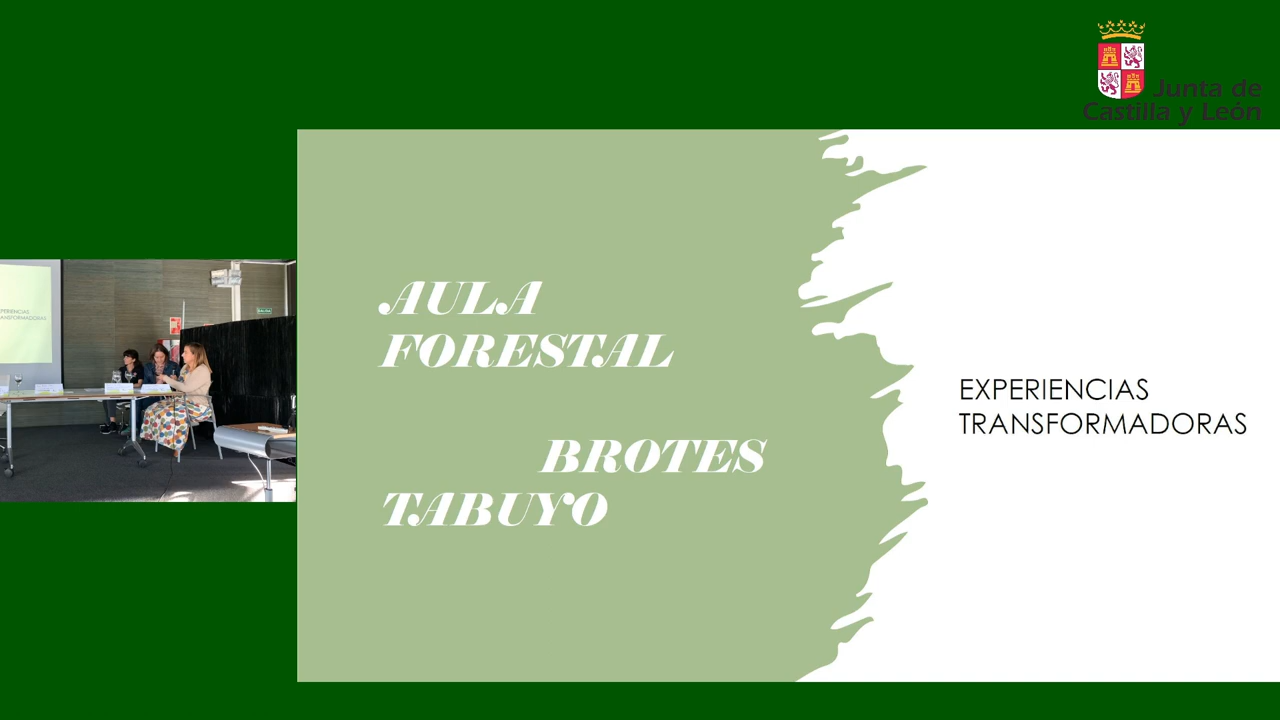 Junta de
Castilla y León
AULA
FORESTAL
BROTES
TABUYO
EXPERIENCIAS
TRANSFORMADORAS